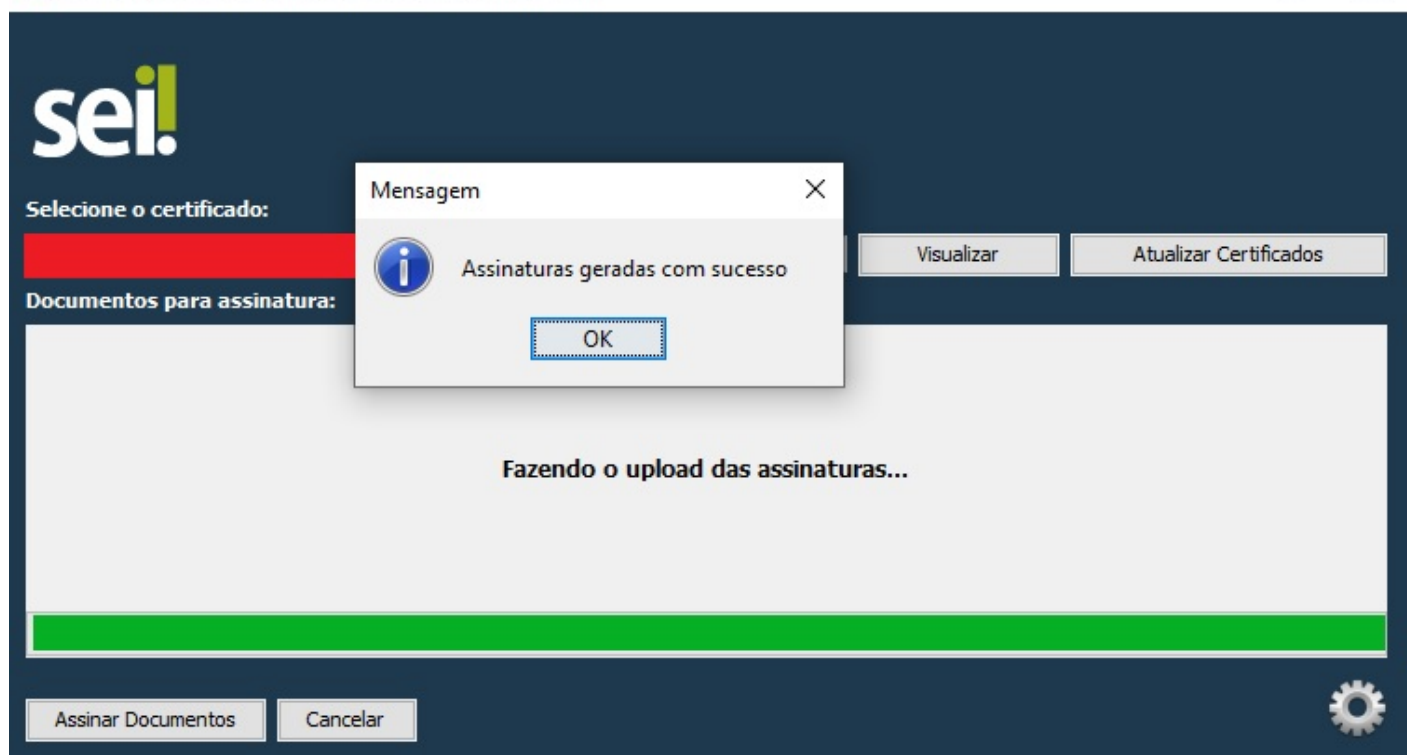 sei!
Mensagem
Selecione o certificado:
Assinaturas geradas com sucesso
Visualizar
Atualizar Certificados
Documentos para assinatura:
OK
Fazendo o upload das assinaturas...
Assinar Documentos
Cancelar